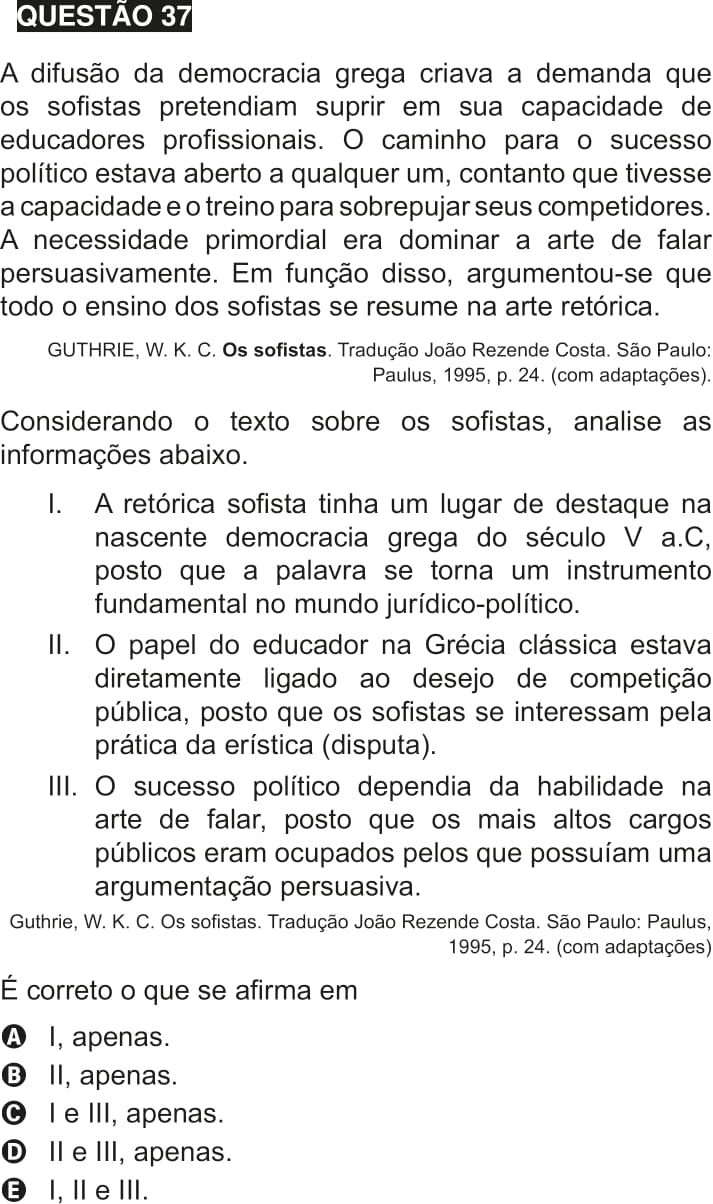 QUESTÃO 37
A difusão da democracia grega criava a demanda que
os sofistas pretendiam suprir em sua capacidade de
educadores profissionais. O caminho para o sucesso
político estava aberto a qualquer um, contanto que tivesse
a capacidade e o treino para sobrepujar seus competidores.
A necessidade primordial era dominar a arte de falar
persuasivamente. Em função disso, argumentou-se que
todo o ensino dos sofistas se resume na arte retórica.
GUTHRIE, W. K. C. Os sofistas. Tradução João Rezende Costa. São Paulo:
Paulus, 1995, p. 24. (com adaptações).
Considerando o texto sobre os sofistas, analise as
informações abaixo.
I. A retórica sofista tinha um lugar de destaque na
nascente democracia grega do século V a.C,
posto que a palavra se torna um instrumento
fundamental no mundo jurídico-político.
II. O papel do educador na Grécia clássica estava
diretamente ligado ao desejo de competição
pública, posto que os sofistas se interessam pela
prática da erística (disputa).
III. O sucesso político dependia da habilidade na
arte de falar, posto que os mais altos cargos
públicos eram ocupados pelos que possuíam uma
argumentação persuasiva.
Guthrie, W. K. C. Os sofistas. Tradução João Rezende Costa. São Paulo: Paulus,
1995, p. 24. (com adaptações)
É correto o que se afirma em
A I, apenas.
B II, apenas.
C I e III, apenas.
D II e III, apenas.
E I, II e III.